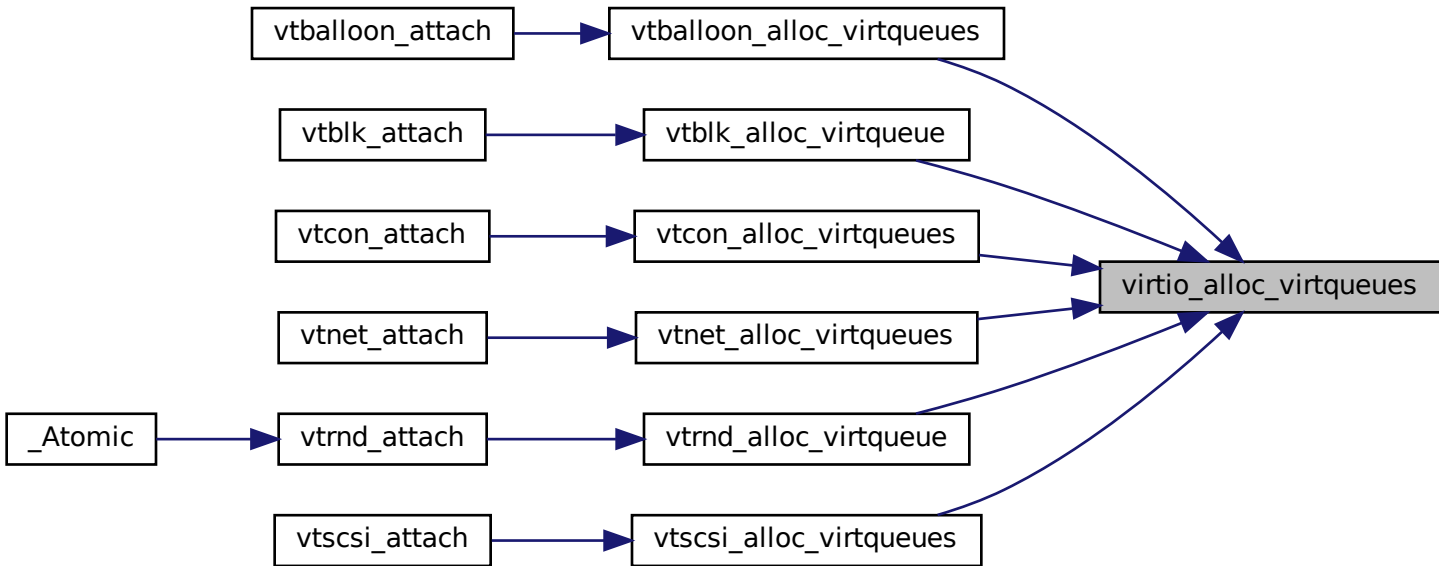 vtballoon_attach
vtballoon_alloc_virtqueues
vtblk_attach
vtblk_alloc_virtqueue
vtcon_attach
vtcon_alloc_virtqueues
virtio_alloc_virtqueues
vtnet_attach
vtnet_alloc_virtqueues
_Atomic
vtrnd_attach
vtrnd_alloc_virtqueue
vtscsi_attach
vtscsi_alloc_virtqueues